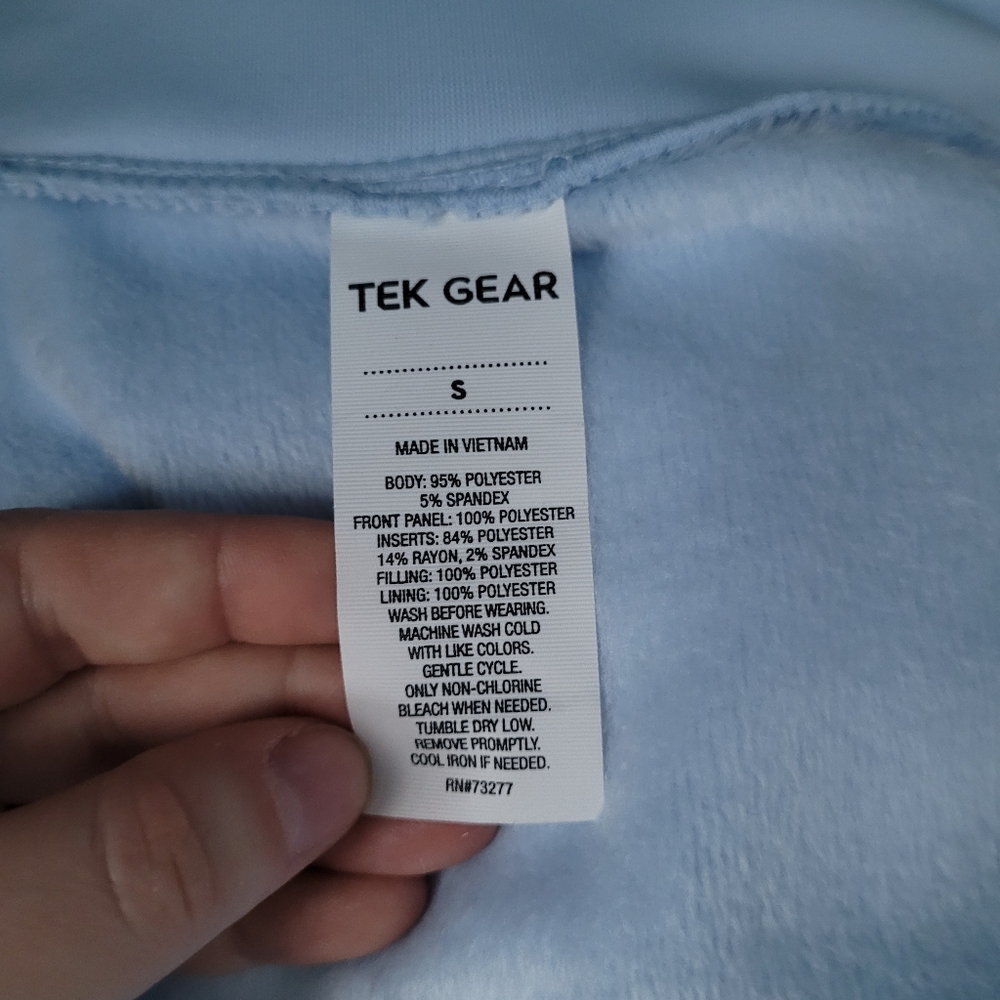 TEK GEAR
S
MADE IN VIETNAM
BODY: 95% POLYESTER
5% SPANDEX
FRONT PANEL: 100% POLYESTER
INSERTS: 84% POLYESTER
14% RAYON, 2% SPANDEX
FILLING: 100% POLYESTER
LINING: 100% POLYESTER
WASH BEFORE WEARING.
MACHINE WASH COLD
WITH LIKE COLORS.
GENTLE CYCLE.
ONLY NON-CHLORINE
BLEACH WHEN NEEDED.
TUMBLE DRY LOW.
REMOVE PROMPTLY.
COOL IRON IF NEEDED.
RN#73277